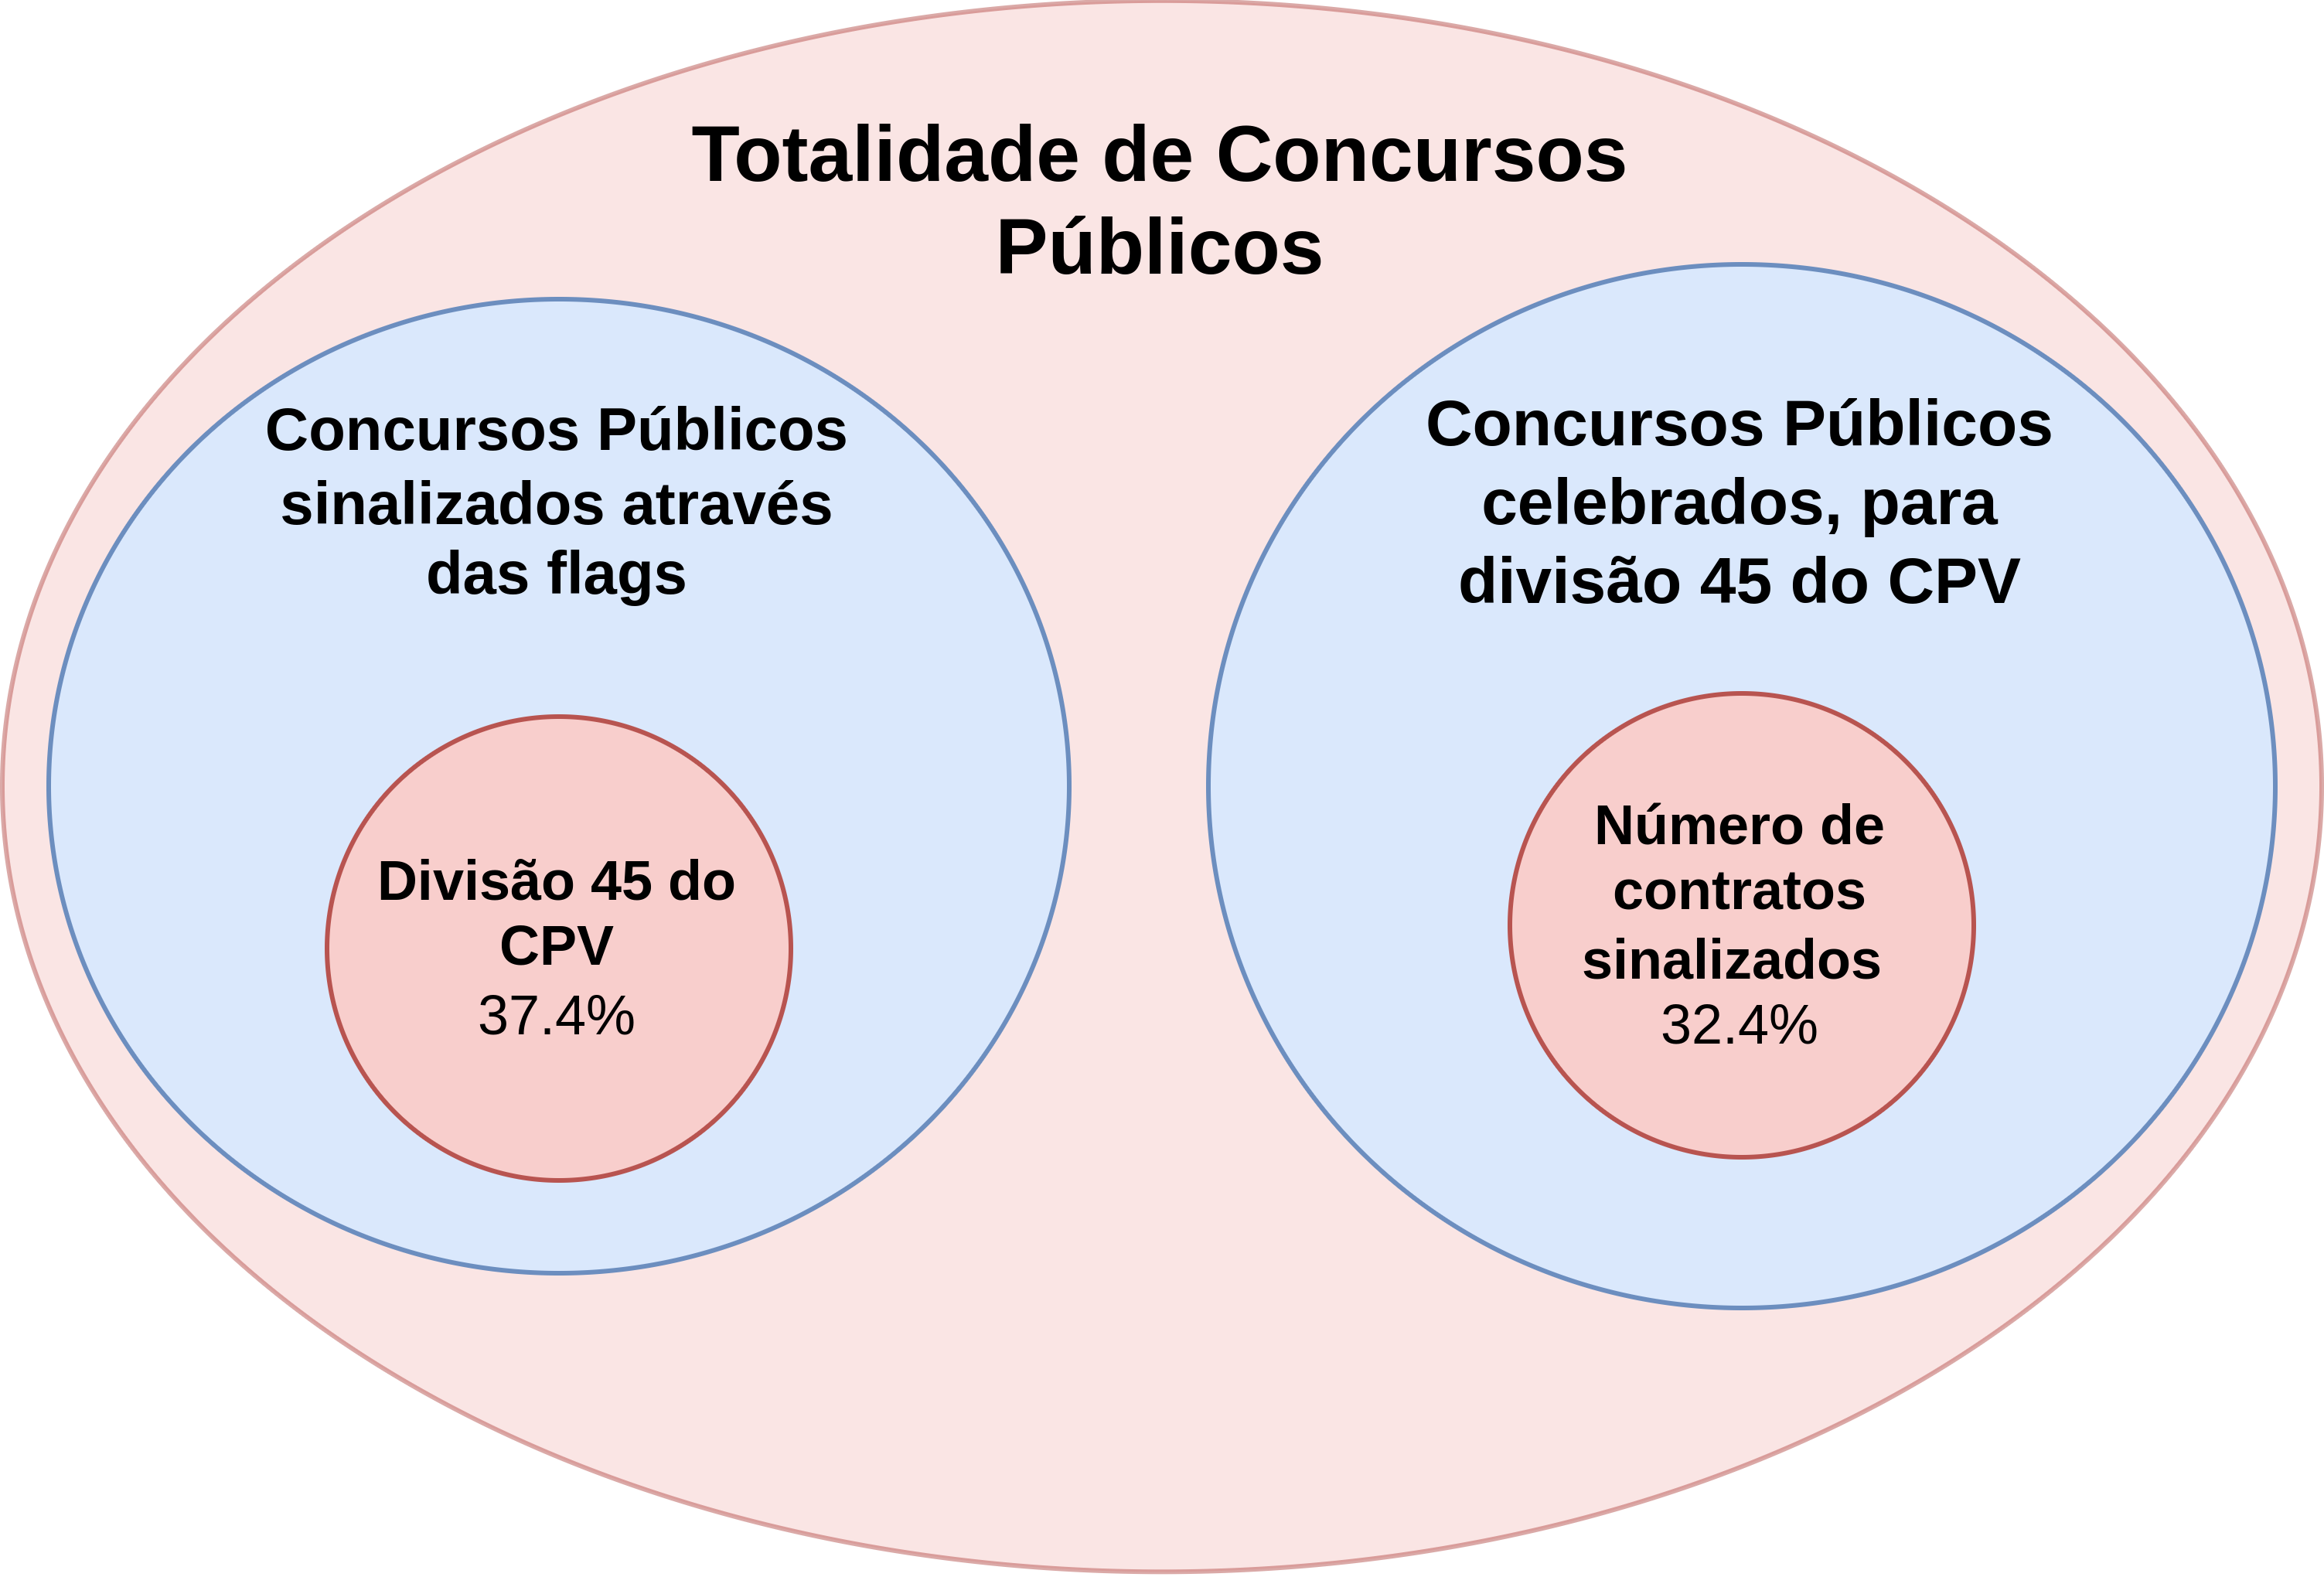 Totalidade de Concursos
Públicos
Concursos Públicos
sinalizados através
das flags
Divisão 45 do
CPV
37.4%
Concursos Públicos
celebrados, para
divisão 45 do CPV
Número de
contratos
sinalizados
32.4%